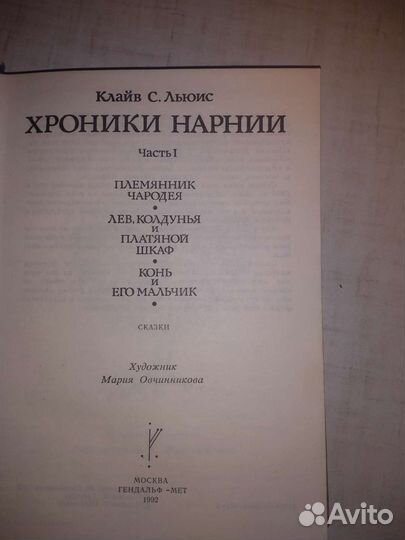 Клайв С. Льюис
ХРОНИКИ НАРНИИ
Часть I
ПЛЕМЯННИК
ЧАРОДЕЯ
•
ЛЕВ, КОЛДУНЬЯ
И
ПЛАТЯНОЙ
ШКАФ
•
КОНЬ
И
ЕГО МАЛЬЧИК
•
СКАЗКИ
Художник
Мария Овчинникова
МОСКВА
ГЕНДАЛЬФ -МЕТ
1992
Avito